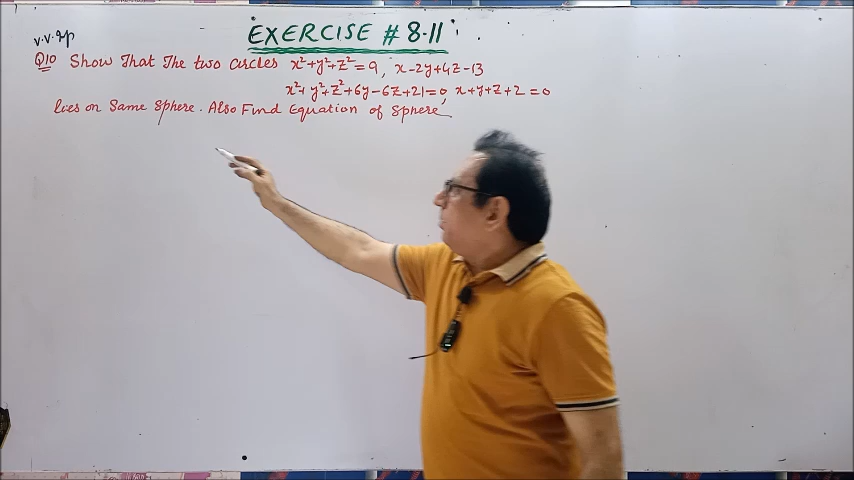 EXERCISE # 8.11
v.v.Ip
Q10 Show That The two circles x²+y²+z²=9, x-2y+4z-13
x²+y²+z²+6y-6z+21=0, x+y+z+2=0
lies on Same Sphere. Also Find Equation of Sphere